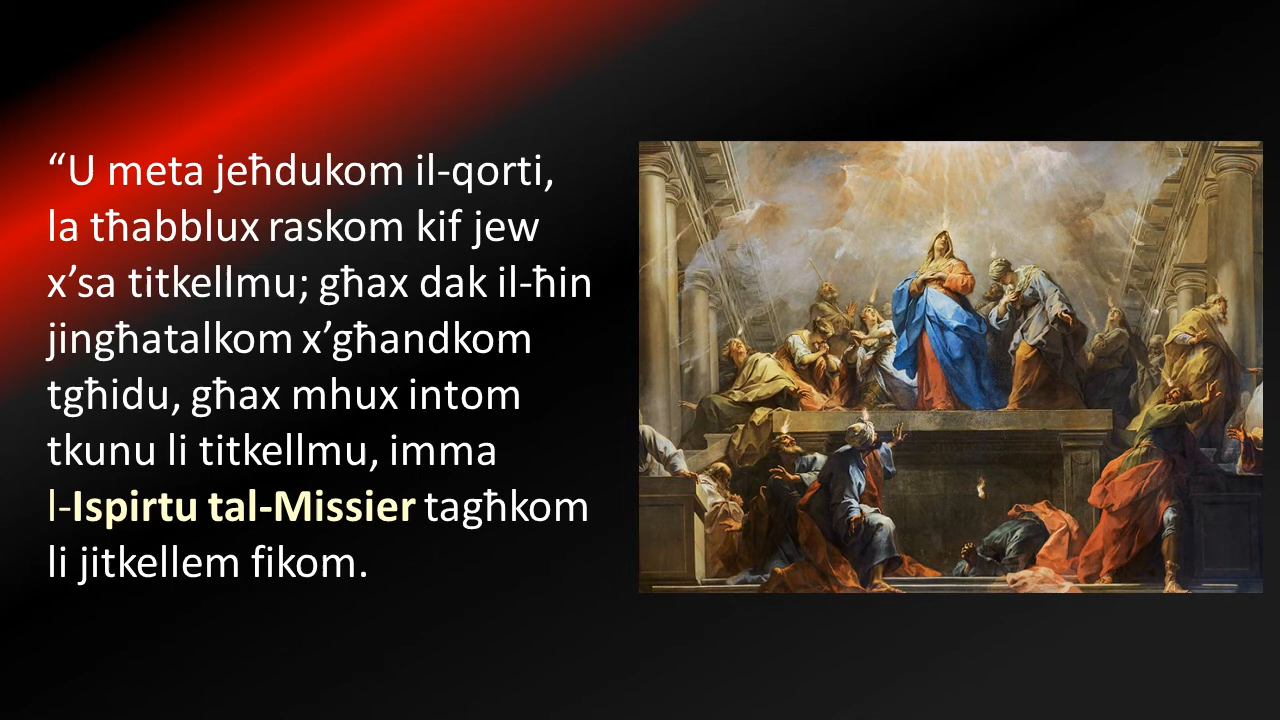 “U meta jeħdukom il-qorti,
la tħabblux raskom kif jew
x’sa titkellmu; għax dak il-ħin
jingħatalkom x’għandkom
tgħidu, għax mhux intom
tkunu li titkellmu, imma
l-Ispirtu tal-Missier tagħkom
li jitkellem fikom.